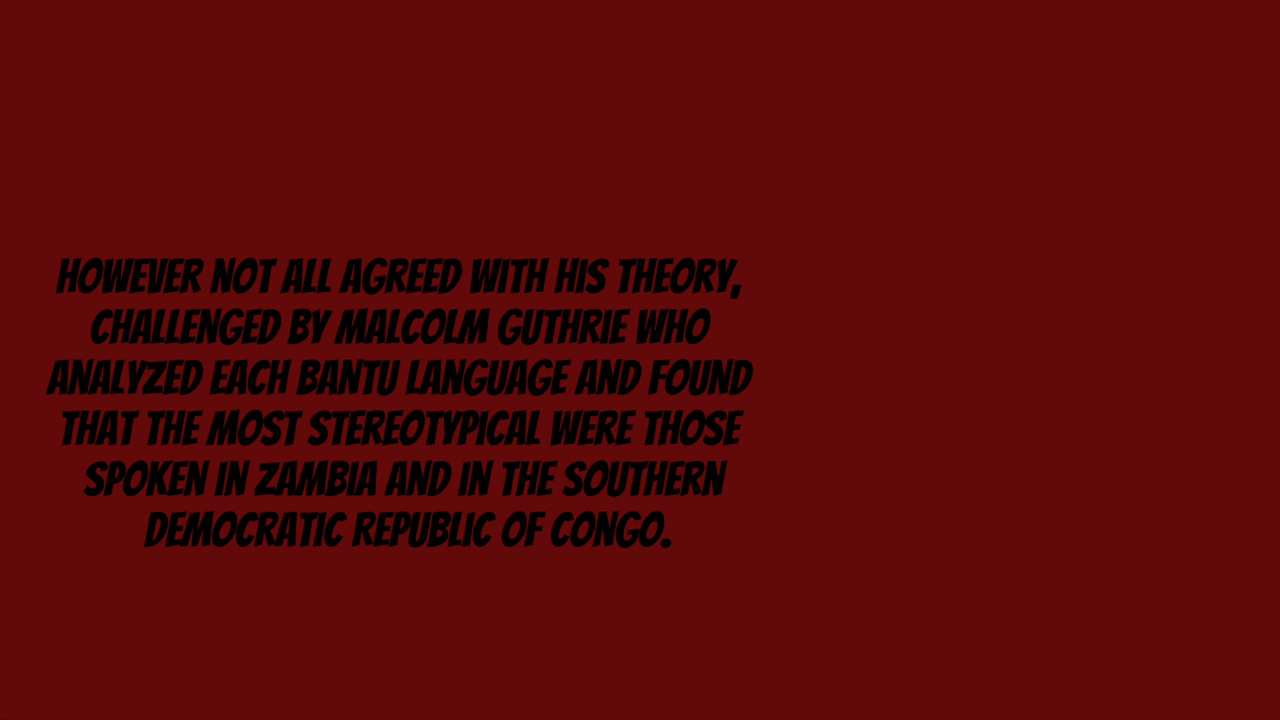 HOWEVER NOT ALL AGREED WITH HIS THEORY,
CHALLENGED BY MALCOLM GUTHRIE WHO
ANALYZED EACH BANTU LANGUAGE AND FOUND
THAT THE MOST STEREOTYPICAL WERE THOSE
SPOKEN IN ZAMBIA AND IN THE SOUTHERN
DEMOCRATIC REPUBLIC OF CONGO.